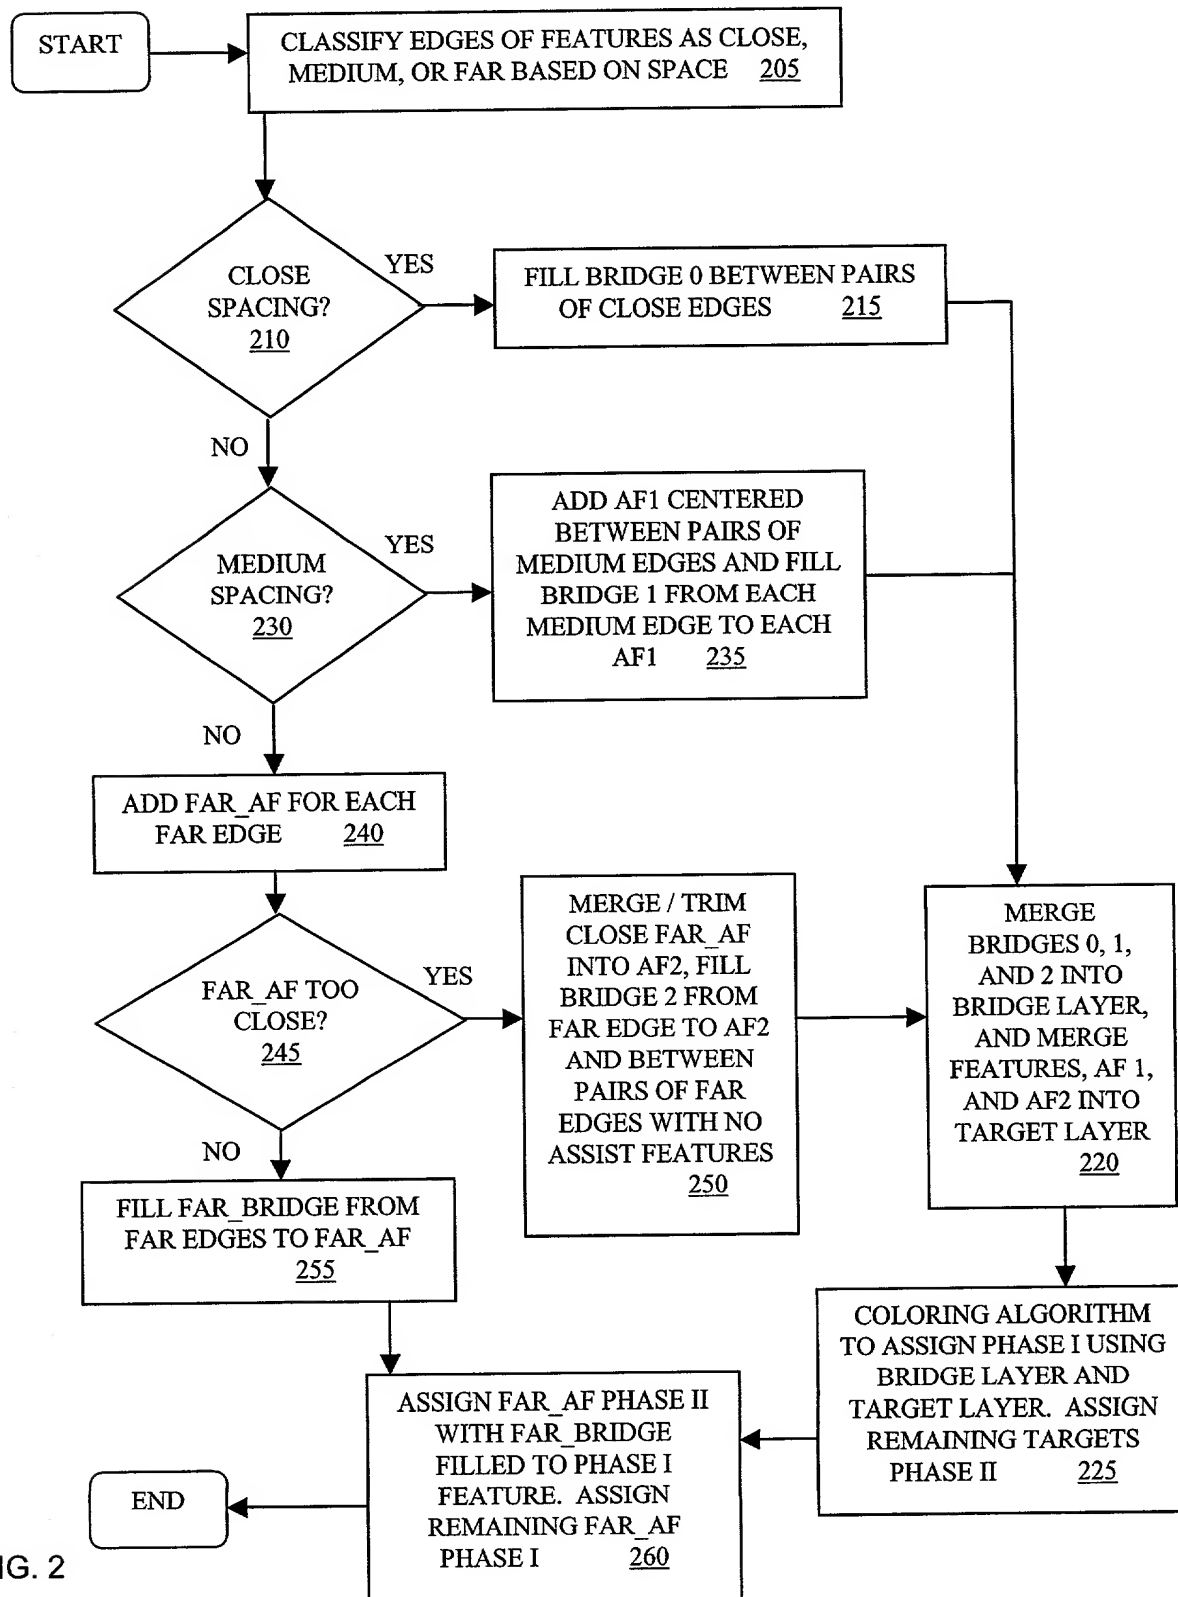 START
CLASSIFY EDGES OF FEATURES AS CLOSE,
MEDIUM, OR FAR BASED ON SPACE 205
CLOSE
SPACING?
210
YES
FILL BRIDGE 0 BETWEEN PAIRS
OF CLOSE EDGES 215
NO
MEDIUM
SPACING?
230
YES
ADD AF1 CENTERED
BETWEEN PAIRS OF
MEDIUM EDGES AND FILL
BRIDGE 1 FROM EACH
MEDIUM EDGE TO EACH
AF1 235
NO
ADD FAR_AF FOR EACH
FAR EDGE 240
FAR_AF TOO
CLOSE?
245
YES
MERGE / TRIM
CLOSE FAR_AF
INTO AF2, FILL
BRIDGE 2 FROM
FAR EDGE TO AF2
AND BETWEEN
PAIRS OF FAR
EDGES WITH NO
ASSIST FEATURES
250
MERGE
BRIDGES 0, 1,
AND 2 INTO
BRIDGE LAYER,
AND MERGE
FEATURES, AF 1,
AND AF2 INTO
TARGET LAYER
220
NO
FILL FAR_BRIDGE FROM
FAR EDGES TO FAR_AF
255
COLORING ALGORITHM
TO ASSIGN PHASE I USING
BRIDGE LAYER AND
TARGET LAYER. ASSIGN
REMAINING TARGETS
PHASE II 225
ASSIGN FAR_AF PHASE II
WITH FAR_BRIDGE
FILLED TO PHASE I
FEATURE. ASSIGN
REMAINING FAR_AF
PHASE I 260
END
IG. 2